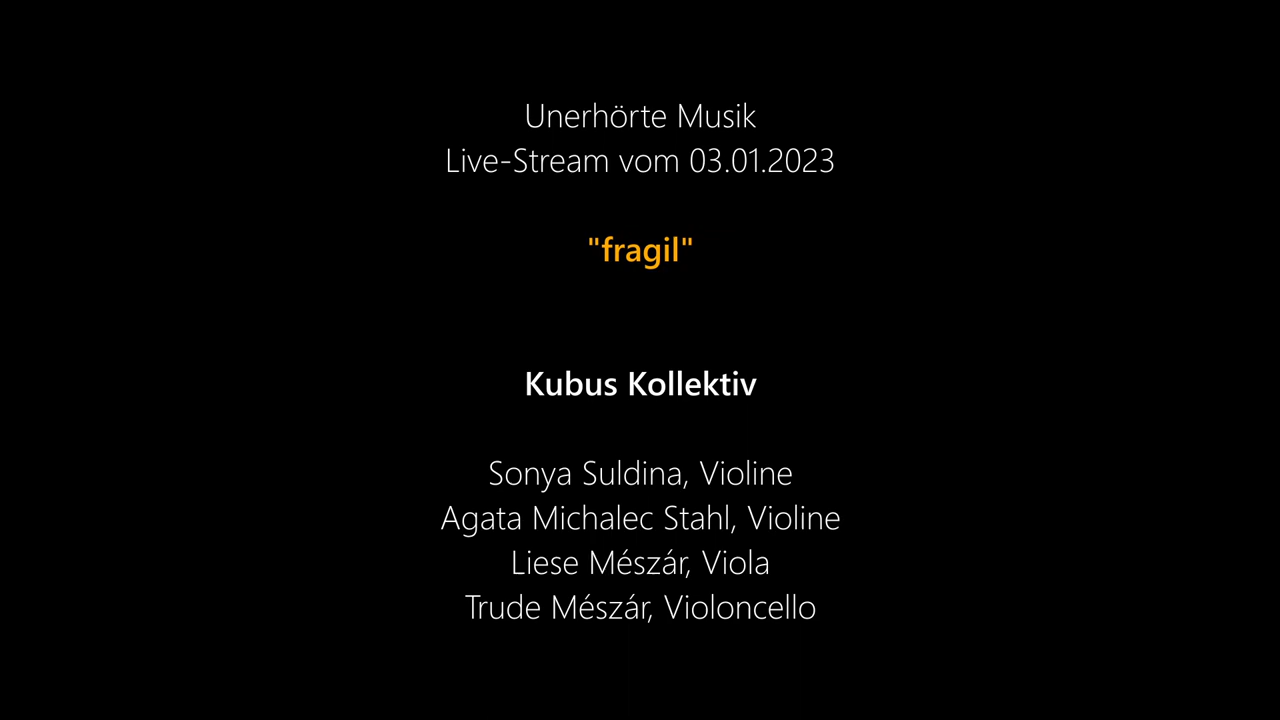 Unerhörte Musik
Live-Stream vom 03.01.2023
"fragil"
Kubus Kollektiv
Sonya Suldina, Violine
Agata Michalec Stahl, Violine
Liese Mészár, Viola
Trude Mészár, Violoncello